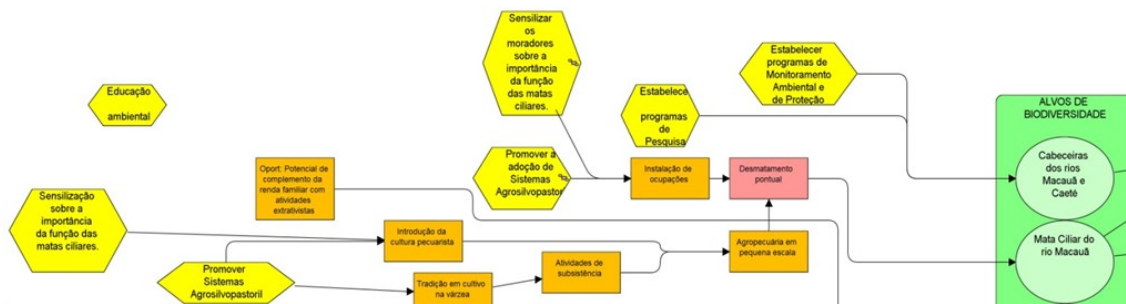 Sensilizar
os
moradores
sobre a
importância
da função
das matas
ciliares.
Estabelecer
programas de
Monitoramento
Ambiental e
de Proteção
Educação
ambiental
Estabelece
programas
de
Pesquisa
ALVOS DE
BIODIVERSIDADE
Promover a
adoção de
Sistemas
Agrosilvopastor
Oport: Potencial de
complemento da
renda familiar com
atividades
extrativistas
Instalação de
ocupações
Desmatamento
pontual
Cabeceiras
dos rios
Macauã e
Caeté
Sensilização
sobre a
importância
da função das
matas ciliares.
Introdução da
cultura pecuarista
Agropecuária em
pequena escala
Mata Ciliar do
rio Macauã
Promover
Sistemas
Agrosilvopastoril
Tradição em cultivo
na várzea
Atividades de
subsistência